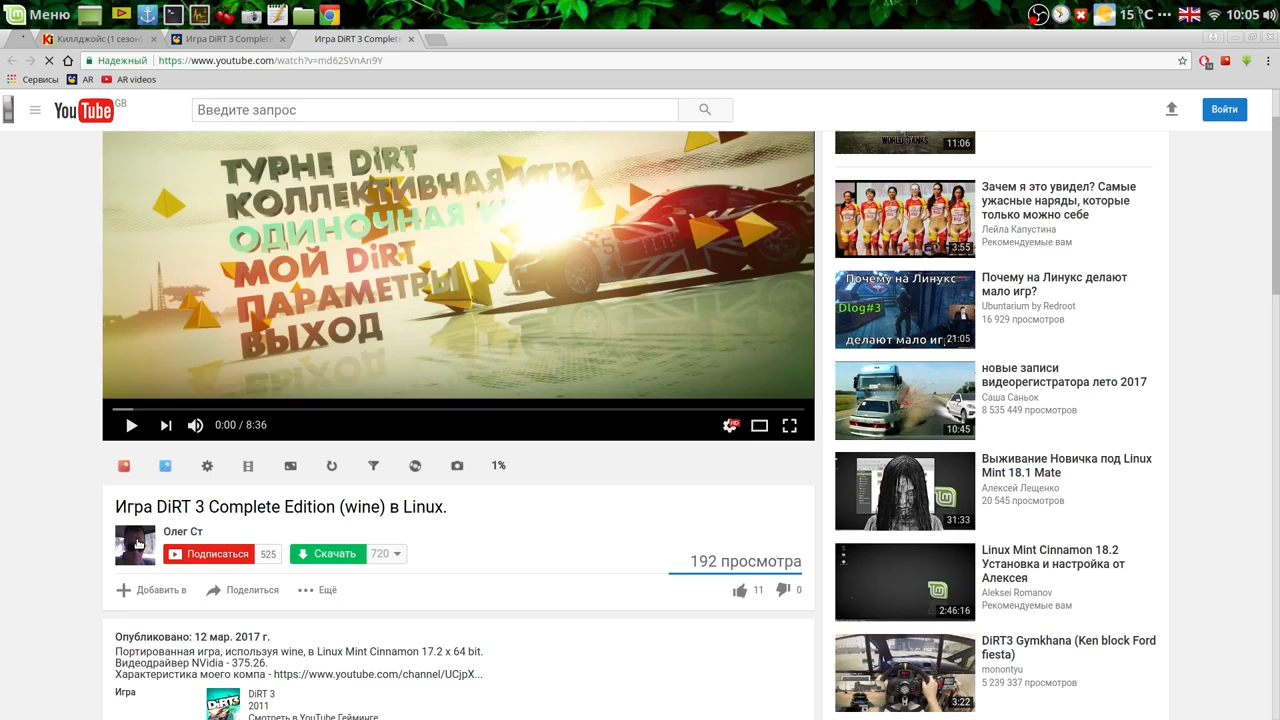 Меню
15 °C
10:05
Киллджойс (1 сезон)
Игра DiRT 3 Complete
Игра DiRT 3 Complete
Надежный
https://www.youtube.com/watch?v=md62SVnAn9Y
Сервисы
AR
AR videos
YouTube GB
Введите запрос
Войти
ТУРНЕ DiRT
КОЛЛЕКТИВНАЯ ИГРА
ОДИНОЧНАЯ И
МОЙ DiRT
ПАРАМЕТРЫ
ВЫХОД
0:00 / 8:36
HD
1%
Игра DiRT 3 Complete Edition (wine) в Linux.
Олег Ст
Подписаться 525
Скачать 720
192 просмотра
Добавить в
Поделиться
Ещё
11
0
Опубликовано: 12 мар. 2017 г.
Портированная игра, используя wine, в Linux Mint Cinnamon 17.2 x 64 bit.
Видеодрайвер NVidia - 375.26.
Характеристика моего компа - https://www.youtube.com/channel/UCjpX...
Игра
DiRT 3
2011
Смотреть в YouTube Гейминге
WORLD TANKS
11:06
Зачем я это увидел? Самые
ужасные наряды, которые
только можно себе
Лейла Капустина
Рекомендуемые вам
3:55
Почему на Линукс
Dlog#3
делают мало иг
21:05
Почему на Линукс делают
мало игр?
Ubuntarium by Redroot
16 929 просмотров
новые записи
видеорегистратора лето 2017
Саша Саньок
8 535 449 просмотров
10:45
Выживание Новичка под Linux
Mint 18.1 Mate
Алексей Лещенко
20 545 просмотров
31:33
Linux Mint Cinnamon 18.2
Установка и настройка от
Алексея
Aleksei Romanov
Рекомендуемые вам
2:46:16
DiRT3 Gymkhana (Ken block Ford
fiesta)
monontyu
5 239 337 просмотров
3:22